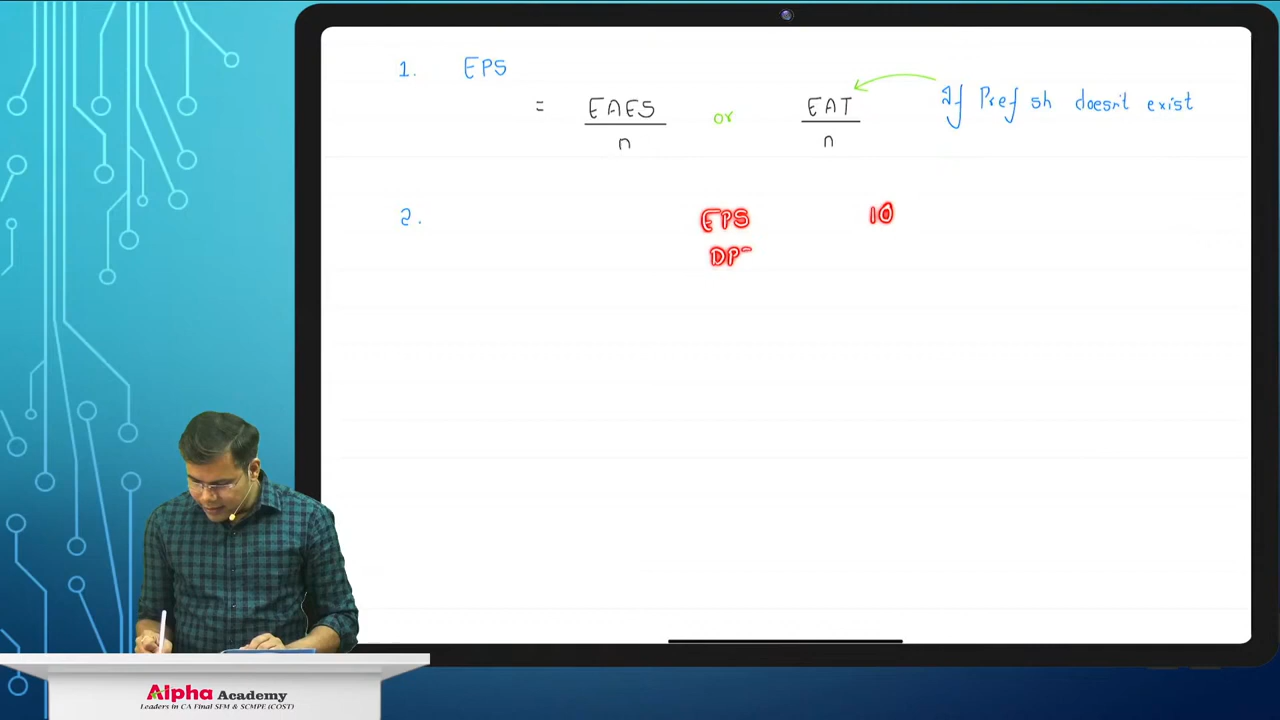 1. EPS
= EAES / n or EAT / n If Pref sh doesn't exist
2. EPS 10
DP
Alpha Academy
Leaders in CA Final SFM & SCMPE (COST)